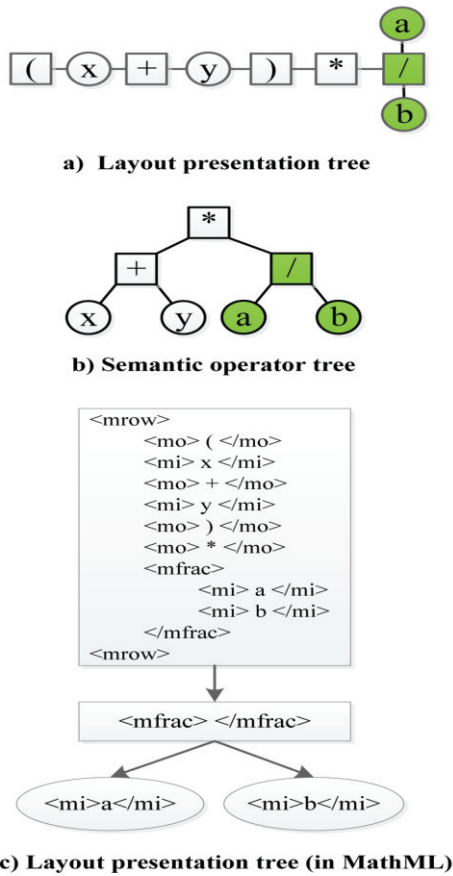 a
( x + y ) * /
b
a) Layout presentation tree
*
+ /
x y a b
b) Semantic operator tree
<mrow>
<mo> ( </mo>
<mi> x </mi>
<mo> + </mo>
<mi> y </mi>
<mo> ) </mo>
<mo> * </mo>
<mfrac>
<mi> a </mi>
<mi> b </mi>
</mfrac>
<mrow>
<mfrac> </mfrac>
<mi>a</mi> <mi>b</mi>
c) Layout presentation tree (in MathML)